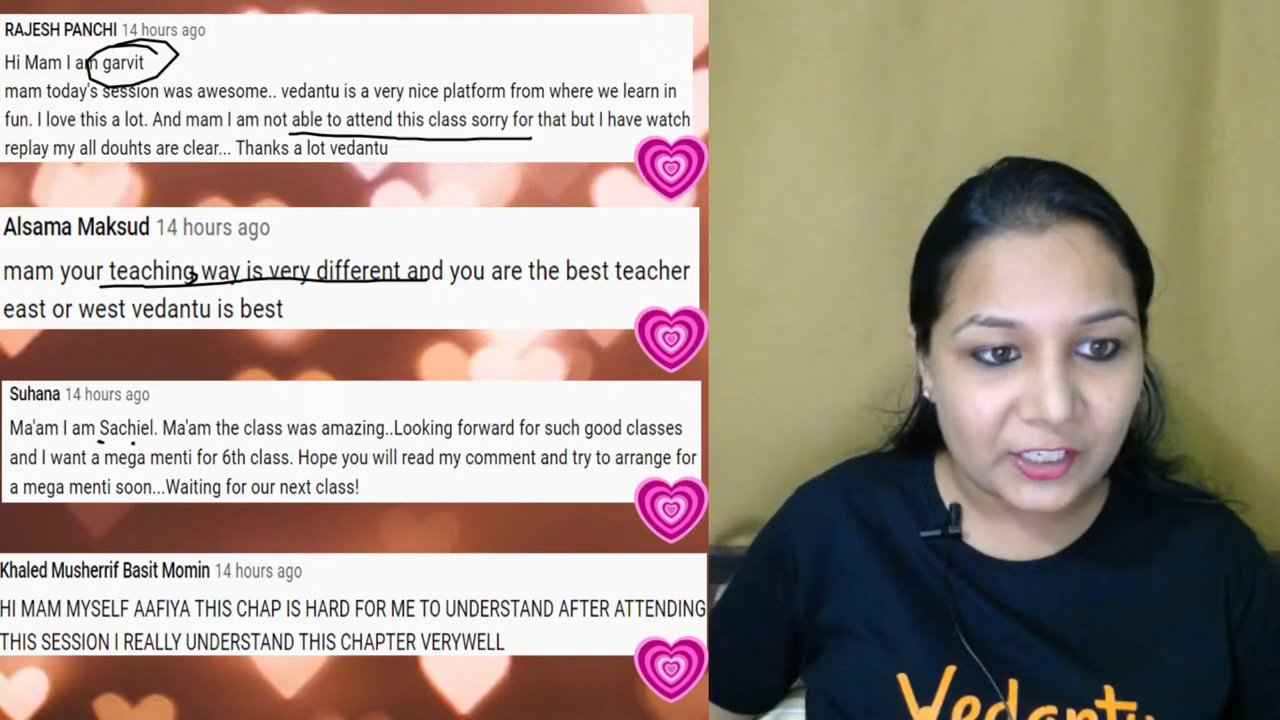 RAJESH PANCHI 14 hours ago
Hi Mam I am garvit
mam today's session was awesome.. vedantu is a very nice platform from where we learn in
fun. I love this a lot. And mam I am not able to attend this class sorry for that but I have watch
replay my all douhts are clear... Thanks a lot vedantu
Alsama Maksud 14 hours ago
mam your teaching way is very different and you are the best teacher
east or west vedantu is best
Suhana 14 hours ago
Ma'am I am Sachiel. Ma'am the class was amazing..Looking forward for such good classes
and I want a mega menti for 6th class. Hope you will read my comment and try to arrange for
a mega menti soon...Waiting for our next class!
Khaled Musherrif Basit Momin 14 hours ago
HI MAM MYSELF AAFIYA THIS CHAP IS HARD FOR ME TO UNDERSTAND AFTER ATTENDING
THIS SESSION I REALLY UNDERSTAND THIS CHAPTER VERYWELL
Vedantu